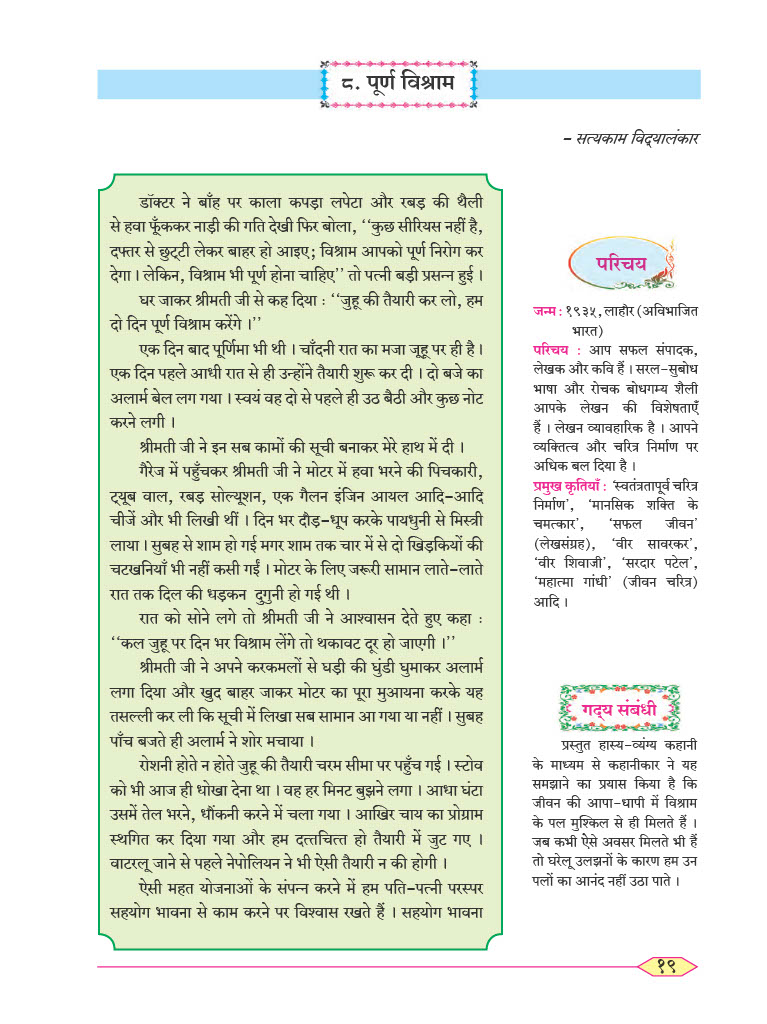 ८. पूर्ण विश्राम
– सत्यकाम विद्‌यालंकार
डॉक्टर ने बाँह पर काला कपड़ा लपेटा और रबड़ की थैली
से हवा फूँककर नाड़ी की गति देखी फिर बोला, ‘‘कुछ सीरियस नहीं है,
दफ्तर से छुट्‌टी लेकर बाहर हो आइए; विश्राम आपको पूर्ण निरोग कर
देगा । लेकिन, विश्राम भी पूर्ण होना चाहिए’’ तो पत्नी बड़ी प्रसन्न हुई ।
घर जाकर श्रीमती जी से कह दिया : ‘‘जुहू की तैयारी कर लो, हम
दो दिन पूर्ण विश्राम करेंगे ।’’
एक दिन बाद पूर्णिमा भी थी । चाँदनी रात का मजा जूहू पर ही है ।
एक दिन पहले आधी रात से ही उन्होंने तैयारी शुरू कर दी । दो बजे का
अलार्म बेल लग गया । स्वयं वह दो से पहले ही उठ बैठी और कुछ नोट
करने लगी ।
श्रीमती जी ने इन सब कामों की सूची बनाकर मेरे हाथ में दी ।
गैरेज में पहुँचकर श्रीमती जी ने मोटर में हवा भरने की पिचकारी,
ट्‌यूब वाल, रबड़ सोल्यूशन, एक गैलन इंजिन आयल आदि-आदि
चीजें और भी लिखी थीं । दिन भर दौड़-धूप करके पायधुनी से मिस्त्री
लाया । सुबह से शाम हो गई मगर शाम तक चार में से दो खिड़कियों की
चटखनियाँ भी नहीं कसी गईं । मोटर के लिए जरूरी सामान लाते-लाते
रात तक दिल की धड़कन दुगुनी हो गई थी ।
रात को सोने लगे तो श्रीमती जी ने आश्वासन देते हुए कहा :
‘‘कल जुहू पर दिन भर विश्राम लेंगे तो थकावट दूर हो जाएगी ।’’
श्रीमती जी ने अपने करकमलों से घड़ी की घुंडी घुमाकर अलार्म
लगा दिया और खुद बाहर जाकर मोटर का पूरा मुआयना करके यह
तसल्ली कर ली कि सूची में लिखा सब सामान आ गया या नहीं । सुबह
पाँच बजते ही अलार्म ने शोर मचाया ।
रोशनी होते न होते जुहू की तैयारी चरम सीमा पर पहुँच गई । स्टोव
को भी आज ही धोखा देना था । वह हर मिनट बुझने लगा । आधा घंटा
उसमें तेल भरने, धौंकनी करने में चला गया । आखिर चाय का प्रोग्राम
स्थगित कर दिया गया और हम दत्तचित्त हो तैयारी में जुट गए ।
वाटरलू जाने से पहले नेपोलियन ने भी ऐसी तैयारी न की होगी ।
ऐसी महत योजनाओं के संपन्न करने में हम पति-पत्नी परस्पर
सहयोग भावना से काम करने पर विश्वास रखते हैं । सहयोग भावना
परिचय
जन्म : १९३५, लाहौर (अविभाजित
भारत)
परिचय : आप सफल संपादक,
लेखक और कवि हैं । सरल-सुबोध
भाषा और रोचक बोधगम्य शैली
आपके लेखन की विशेषताएँ
हैं । लेखन व्यावहारिक है । आपने
व्यक्तित्व और चरित्र निर्माण पर
अधिक बल दिया है ।
प्रमुख कृतियाँ : ‘स्वतंत्रतापूर्व चरित्र
निर्माण’, ‘मानसिक शक्ति के
चमत्कार’, ‘सफल जीवन’
(लेखसंग्रह), ‘वीर सावरकर’,
‘वीर शिवाजी’, ‘सरदार पटेल’,
‘महात्मा गांधी’ (जीवन चरित्र)
आदि ।
गद्‌य संबंधी
प्रस्तुत हास्य-व्यंग्य कहानी
के माध्यम से कहानीकार ने यह
समझाने का प्रयास किया है कि
जीवन की आपा-धापी में विश्राम
के पल मुश्किल से ही मिलते हैं ।
जब कभी ऐसे अवसर मिलते भी हैं
तो घरेलू उलझनों के कारण हम उन
पलों का आनंद नहीं उठा पाते ।
१९